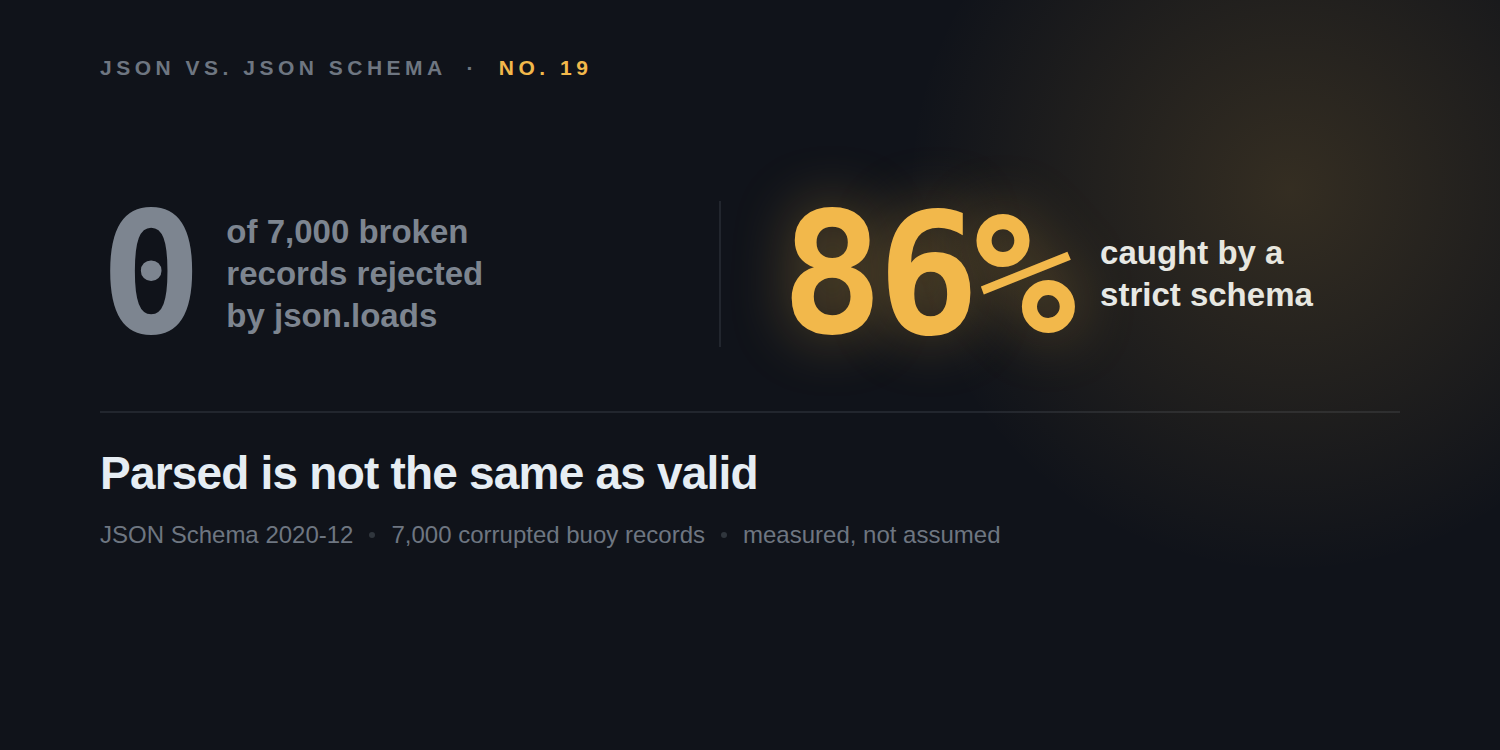 JSON VS. JSON SCHEMA · NO. 19
0
of 7,000 broken
records rejected
by json.loads
86%
caught by a
strict schema
Parsed is not the same as valid
JSON Schema 2020-12 • 7,000 corrupted buoy records • measured, not assumed